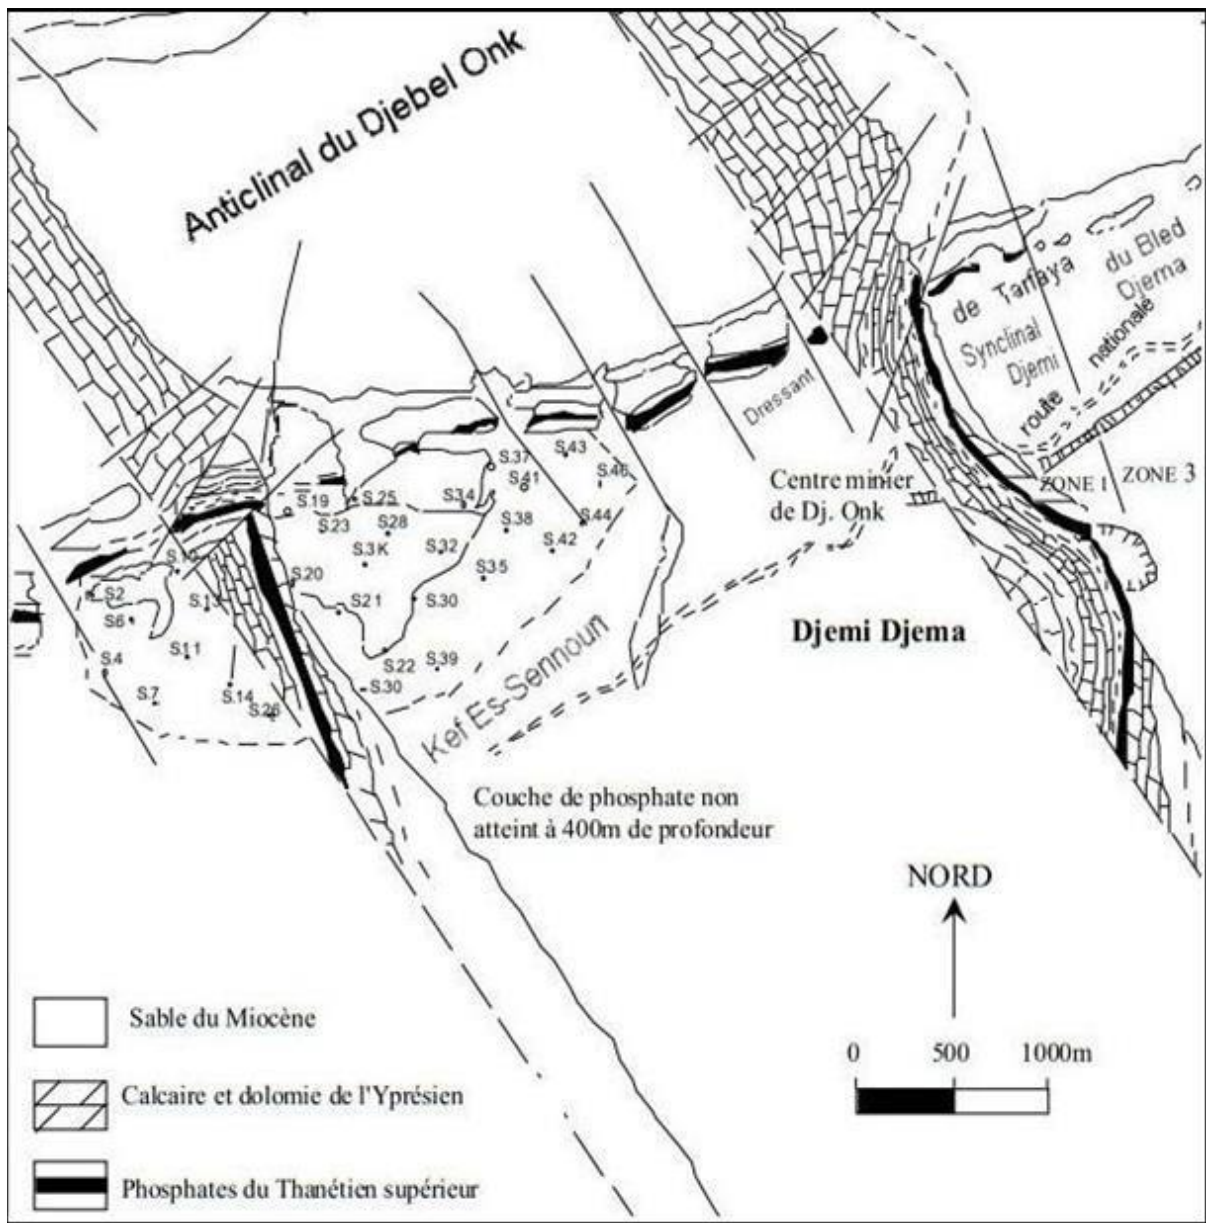 Anticlinal du Djebel Onk
du Bled
Djema
de Tarfaya
Synclinal
Djemi
route nationale
Dressant
S.37
S.43
S.41
S.46
S.19
S.25
S.34
S.23
S.28
S.38
S.44
S.3K
S.32
S.42
S.35
S.20
S2
S.13
S6
S.21
S.30
S.11
S.4
S.22
S.39
S.7
S.14
S.30
S.26
Centre minier
de Dj. Onk
ZONE 1
ZONE 3
Djemi Djema
Kef Es-Sennoun
Couche de phosphate non
atteint à 400m de profondeur
NORD
0 500 1000m
Sable du Miocène
Calcaire et dolomie de l'Yprésien
Phosphates du Thanétien supérieur